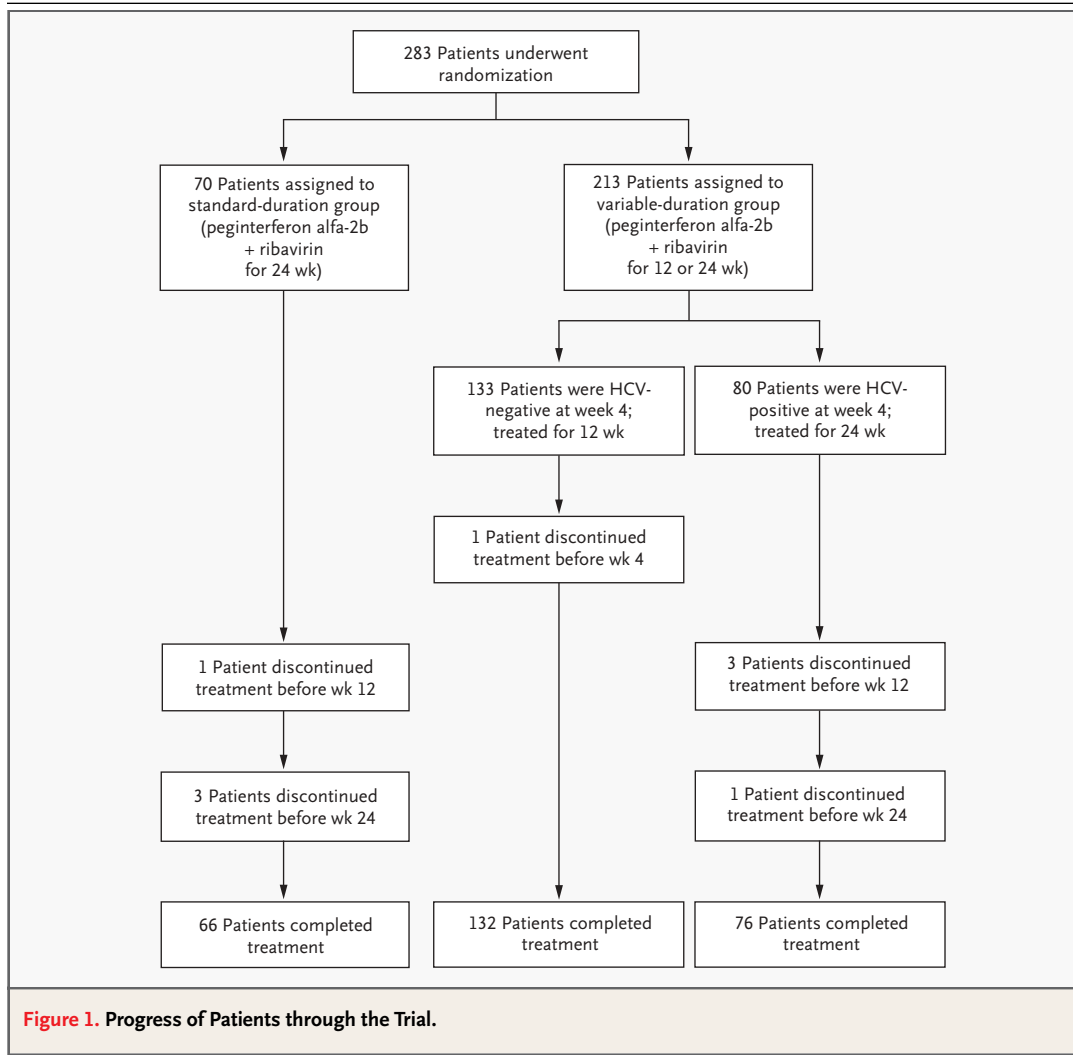 283 Patients underwent
randomization
70 Patients assigned to
standard-duration group
(peginterferon alfa-2b
+ ribavirin
for 24 wk)
213 Patients assigned to
variable-duration group
(peginterferon alfa-2b
+ ribavirin
for 12 or 24 wk)
133 Patients were HCV-
negative at week 4;
treated for 12 wk
80 Patients were HCV-
positive at week 4;
treated for 24 wk
1 Patient discontinued
treatment before wk 4
1 Patient discontinued
treatment before wk 12
3 Patients discontinued
treatment before wk 12
3 Patients discontinued
treatment before wk 24
1 Patient discontinued
treatment before wk 24
66 Patients completed
treatment
132 Patients completed
treatment
76 Patients completed
treatment
Figure 1. Progress of Patients through the Trial.